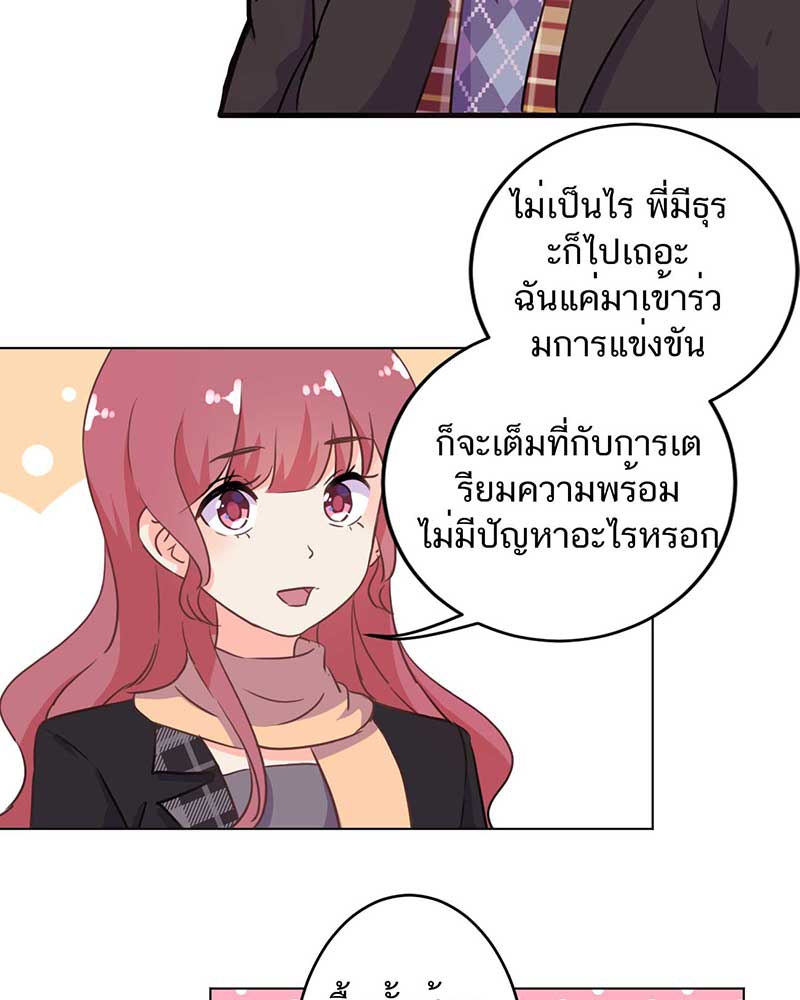 ไม่เป็นไร พี่มีธุร
ะก็ไปเถอะ
ฉันแค่มาเข้าร่ว
มการแข่งขัน
ก็จะเต็มที่กับการเต
รียมความพร้อม
ไม่มีปัญหาอะไรหรอก